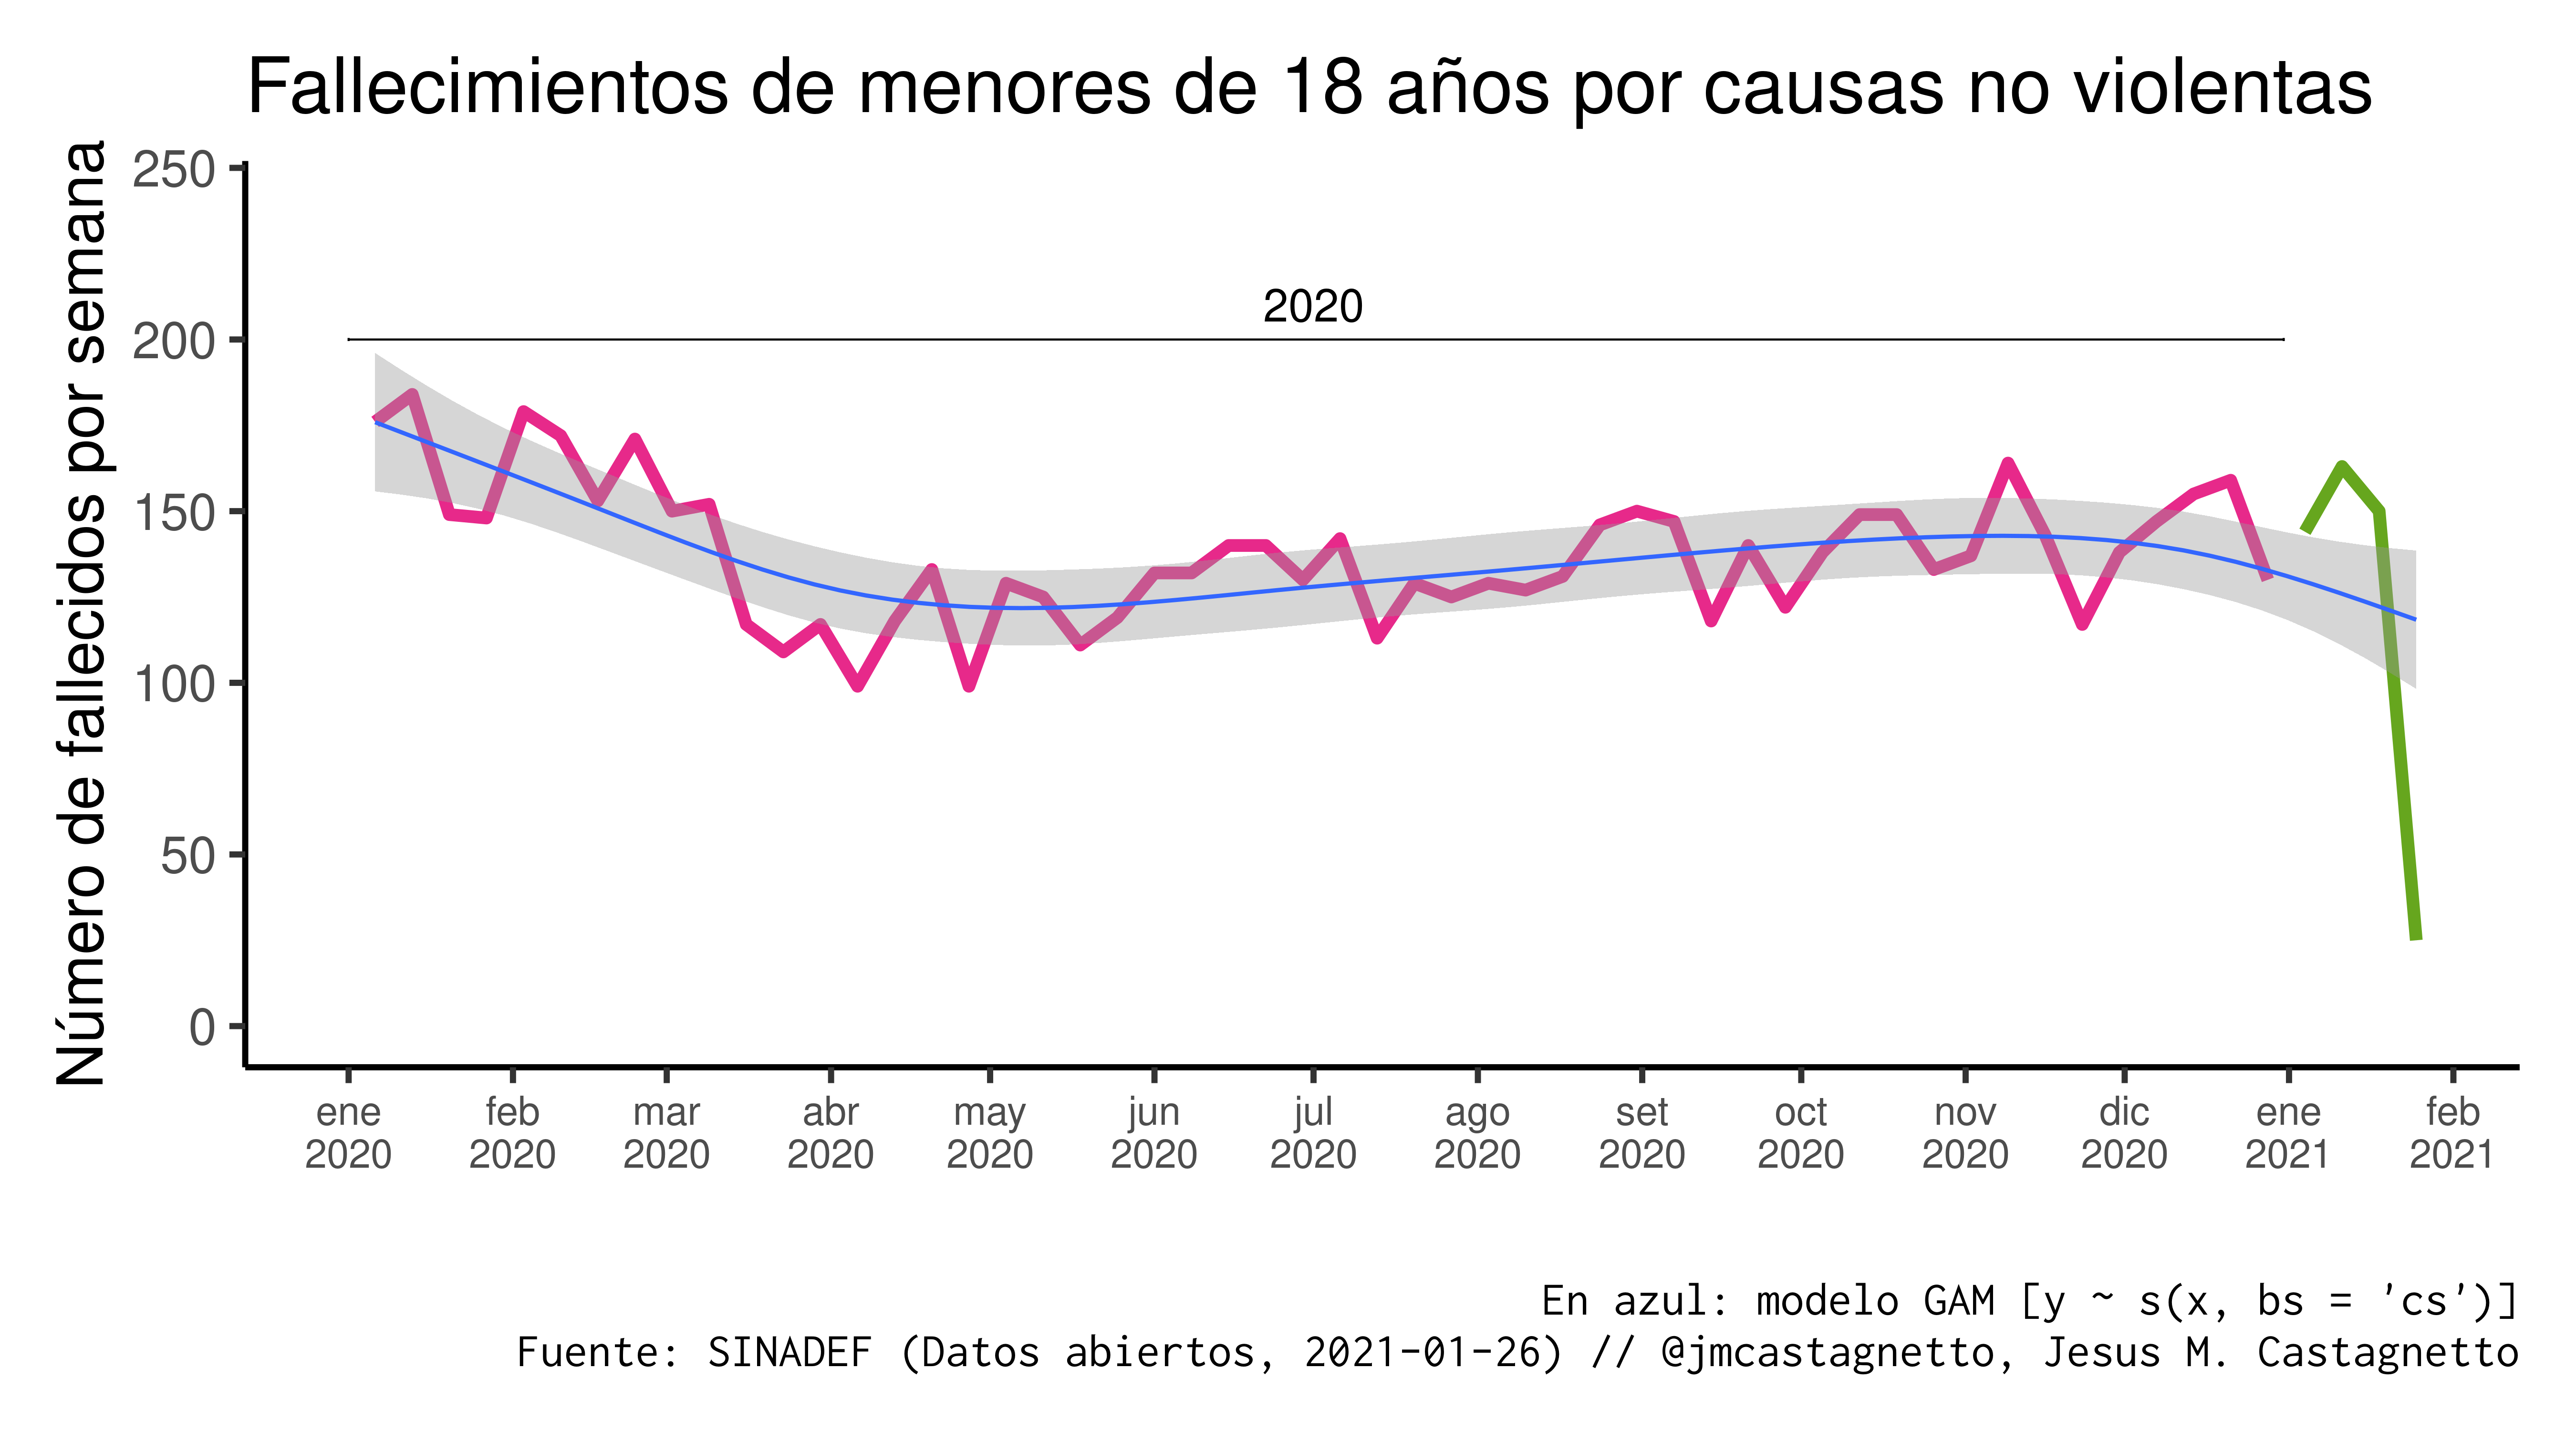 Fallecimientos de menores de 18 años por causas no violentas
Número de fallecidos por semana
250
200
150
100
50
0
2020
ene feb mar abr may jun jul ago set oct nov dic ene feb
2020 2020 2020 2020 2020 2020 2020 2020 2020 2020 2020 2020 2021 2021
En azul: modelo GAM [y ~ s(x, bs = 'cs')]
Fuente: SINADEF (Datos abiertos, 2021-01-26) // @jmcastagnetto, Jesus M. Castagnetto